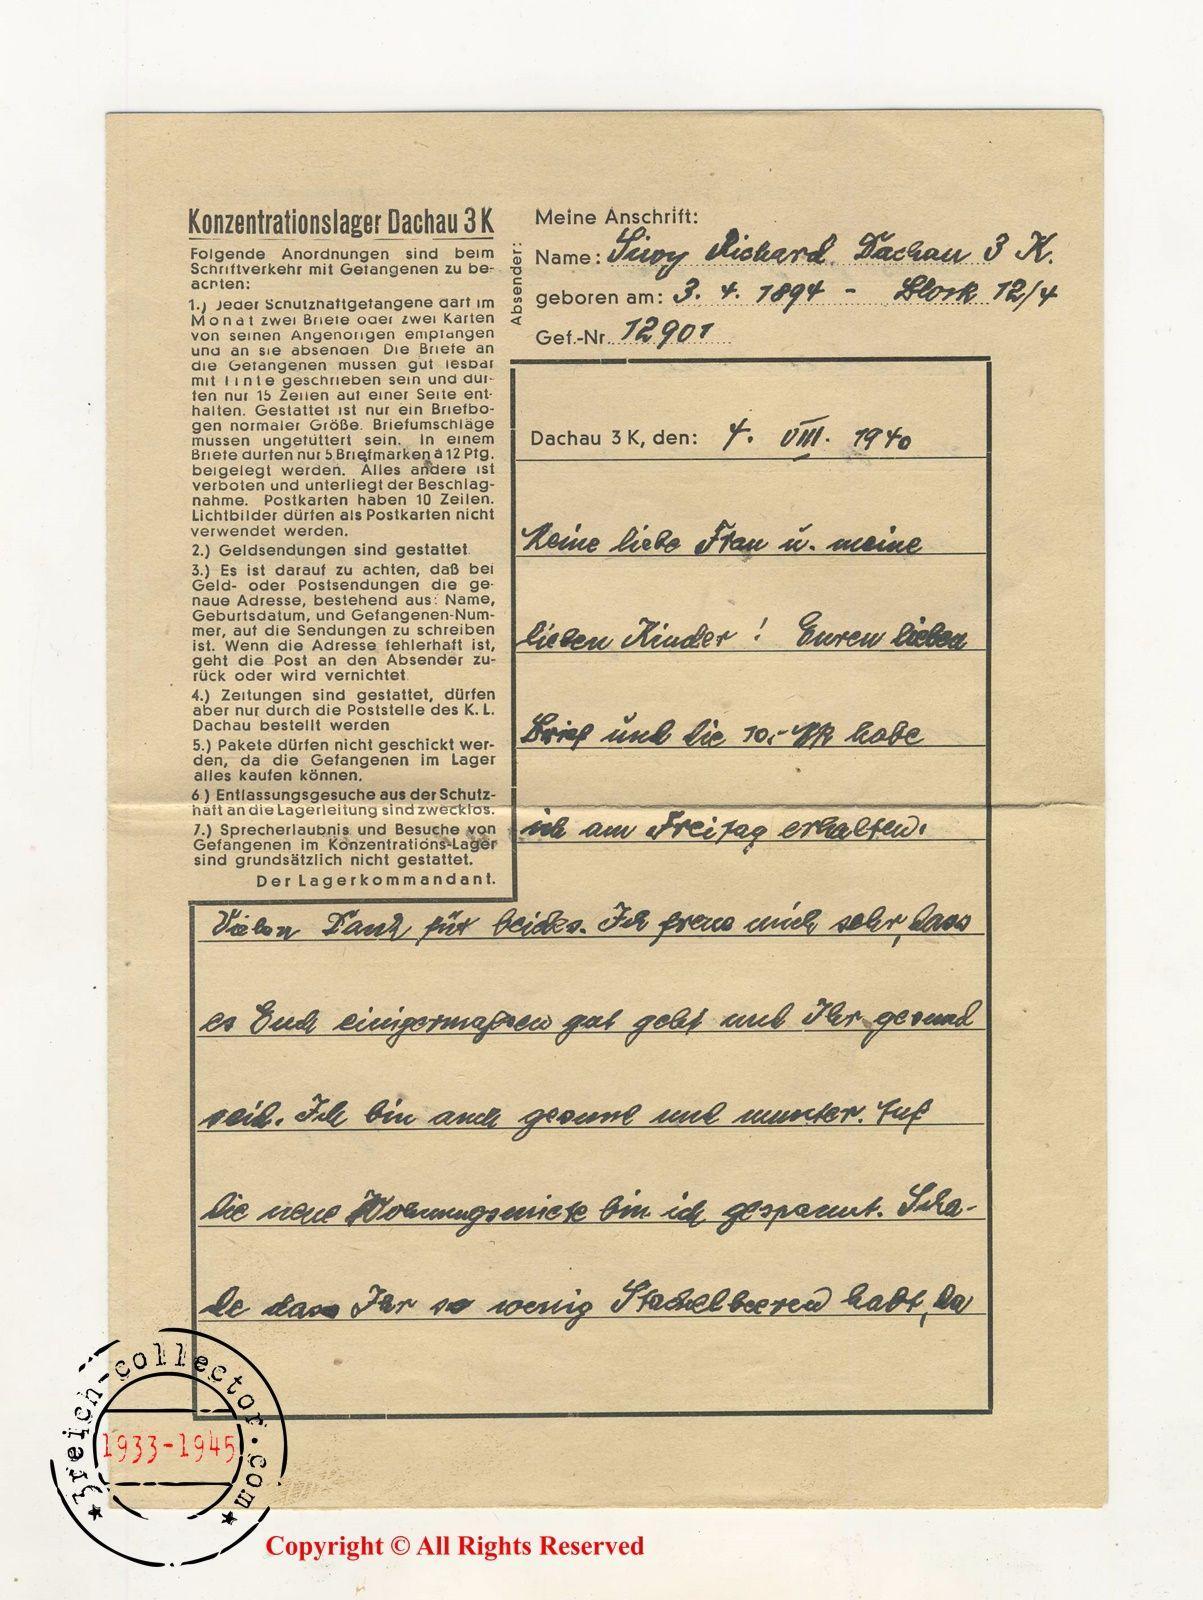 Konzentrationslager Dachau 3 K
Folgende Anordnungen sind beim
Schriftverkehr mit Gefangenen zu be-
achten:
1.) Jeder Schutzhaftgefangene darf im
Monat zwei Briefe oder zwei Karten
von seinen Angehörigen empfangen
und an sie absenden. Die Briefe an
die Gefangenen müssen gut lesbar
mit Tinte geschrieben sein und dür-
fen nur 15 Zeilen auf einer Seite ent-
halten. Gestattet ist nur ein Briefbo-
gen normaler Größe. Briefumschläge
müssen ungefüttert sein. In einem
Briefe dürfen nur 5 Briefmarken à 12 Pfg.
beigelegt werden. Alles andere ist
verboten und unterliegt der Beschlag-
nahme. Postkarten haben 10 Zeilen.
Lichtbilder dürfen als Postkarten nicht
verwendet werden.
2.) Geldsendungen sind gestattet
3.) Es ist darauf zu achten, daß bei
Geld- oder Postsendungen die ge-
naue Adresse, bestehend aus: Name,
Geburtsdatum, und Gefangenen-Num-
mer, auf die Sendungen zu schreiben
ist. Wenn die Adresse fehlerhaft ist,
geht die Post an den Absender zu-
rück oder wird vernichtet
4.) Zeitungen sind gestattet, dürfen
aber nur durch die Poststelle des K. L.
Dachau bestellt werden
5.) Pakete dürfen nicht geschickt wer-
den, da die Gefangenen im Lager
alles kaufen können.
6.) Entlassungsgesuche aus der Schutz-
haft an die Lagerleitung sind zwecklos.
7.) Sprecherlaubnis und Besuche von
Gefangenen im Konzentrations-Lager
sind grundsätzlich nicht gestattet.
Der Lagerkommandant.
Absender:
Meine Anschrift:
Name: Siwy Richard Dachau 3 K.
geboren am: 3. 4. 1894 - Block 12/4
Gef.-Nr. 12901
Dachau 3 K, den: 4. VIII. 1940
Meine liebe Frau u. meine
lieben Kinder! Euren lieben
Brief und die 10.- RM habe
ich am Freitag erhalten.
Vielen Dank für beides. Ich freue mich sehr, dass
es Euch einigermaßen gut geht und Ihr gesund
seid. Ich bin auch gesund und munter. Auf
die neue Wohnungsmiete bin ich gespannt. Scha-
de dass Ihr so wenig Stachelbeeren habt, da
3reich-collector.com
1933-1945
Copyright © All Rights Reserved